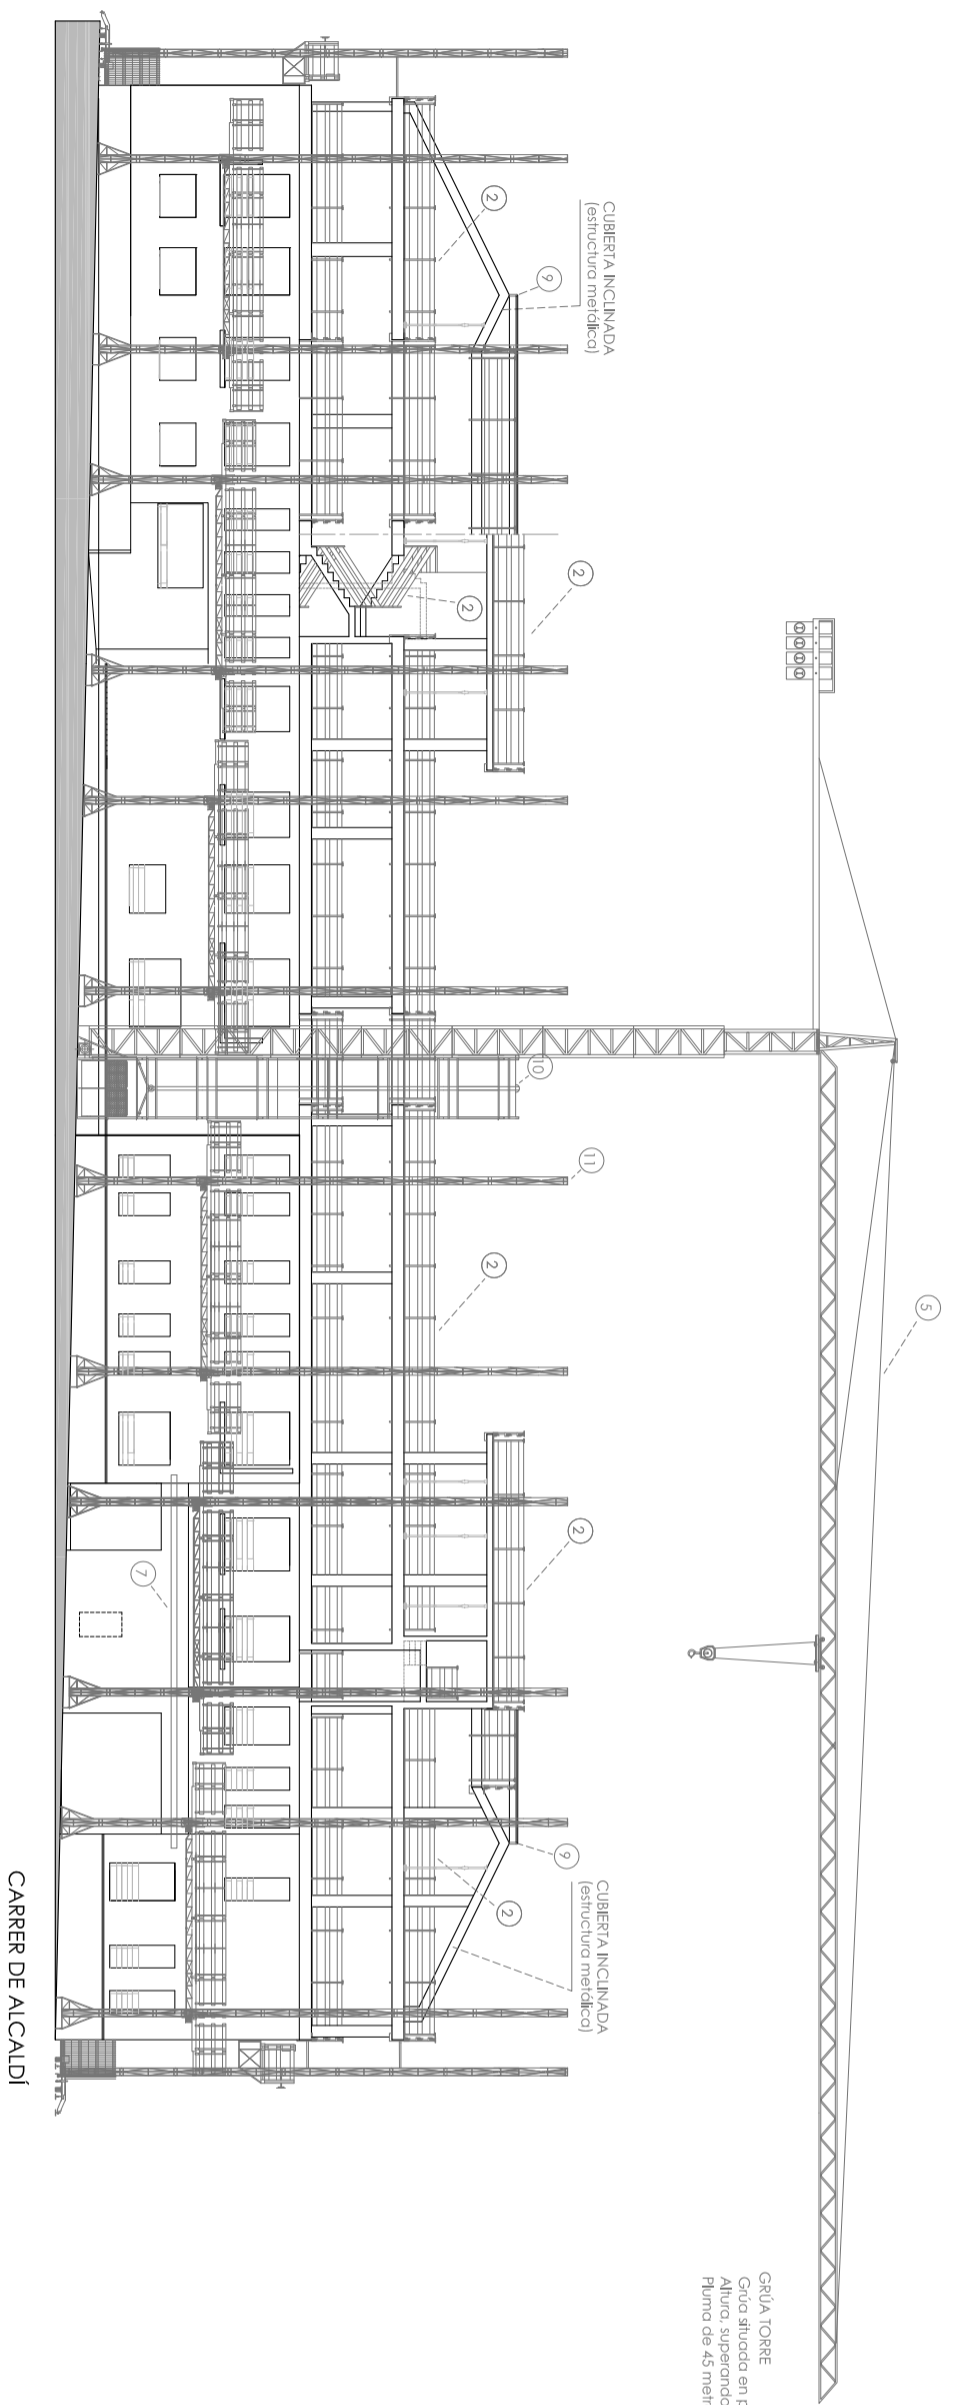 5
GRÚA TORRE
Grúa situada en p
Altura, superando
Pluma de 45 metr
CUBIERTA INCLINADA
(estructura metálica)
CUBIERTA INCLINADA
(estructura metálica)
11
2
2
9
9
10
2
2
2
2
7
CARRER DE ALCALDÍ